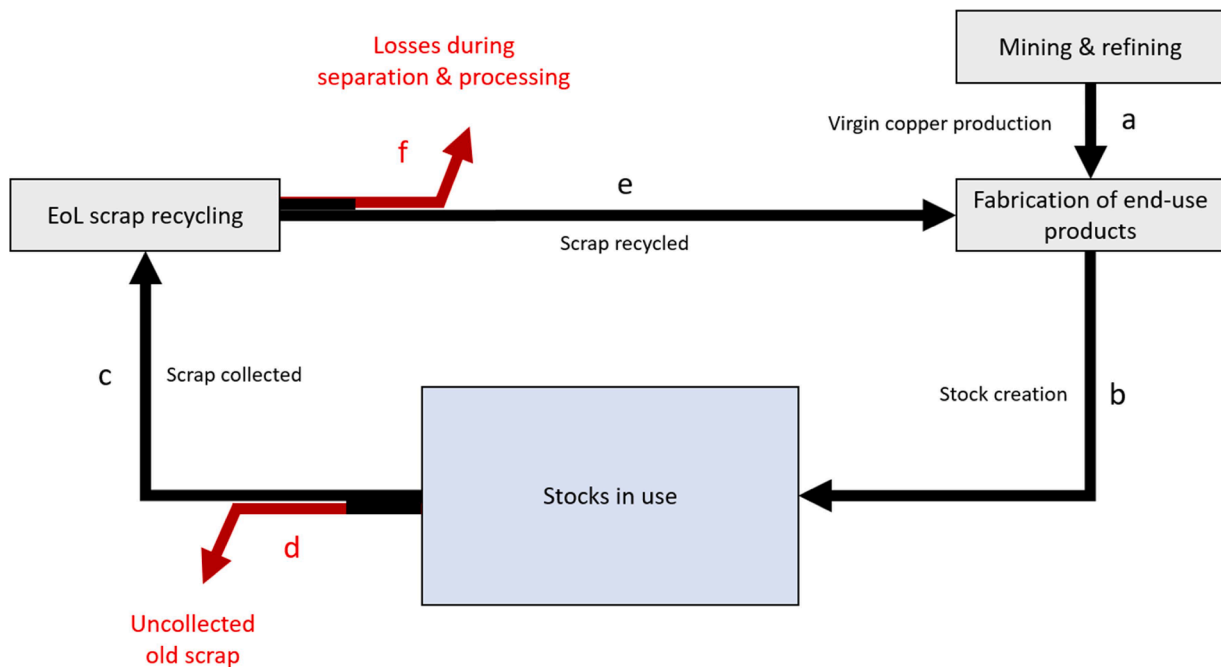 Losses during
separation & processing
Mining & refining
Virgin copper production
a
f
e
EoL scrap recycling
Fabrication of end-use
products
Scrap recycled
c
Scrap collected
Stock creation
b
Stocks in use
d
Uncollected
old scrap